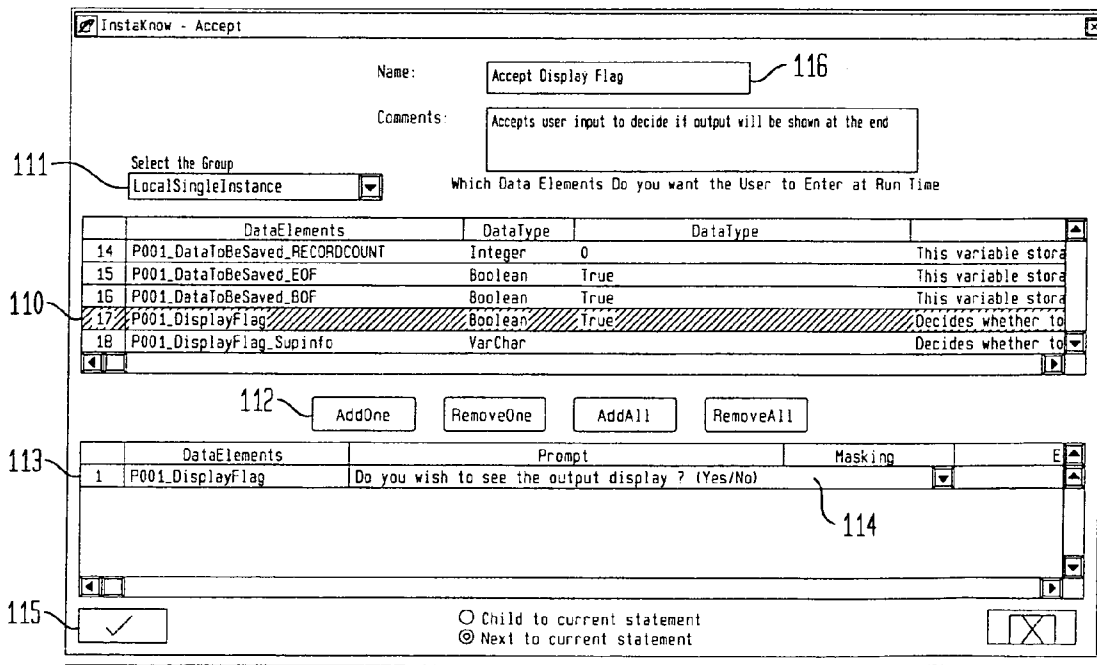 InstaKnow - Accept
Name: Accept Display Flag 116
Comments: Accepts user input to decide if output will be shown at the end
111 Select the Group
LocalSingleInstance
Which Data Elements Do you want the User to Enter at Run Time
DataElements DataType DataType
14 P001_DataToBeSaved_RECORDCOUNT Integer 0 This variable stora
15 P001_DataToBeSaved_EOF Boolean True This variable stora
16 P001_DataToBeSaved_BOF Boolean True This variable stora
110 17 P001_DisplayFlag Boolean True Decides whether to
18 P001_DisplayFlag_Supinfo VarChar Decides whether to
112 AddOne RemoveOne AddAll RemoveAll
DataElements Prompt Masking E
113 1 P001_DisplayFlag Do you wish to see the output display ? (Yes/No)
114
115 Child to current statement
Next to current statement